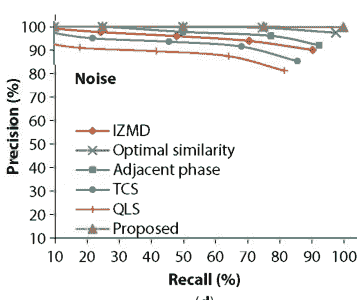 100
90
80
70
60
50
40
30
20
10
Precision (%)
Noise
IZMD
Optimal similarity
Adjacent phase
TCS
QLS
Proposed
10 20 30 40 50 60 70 80 90 100
Recall (%)